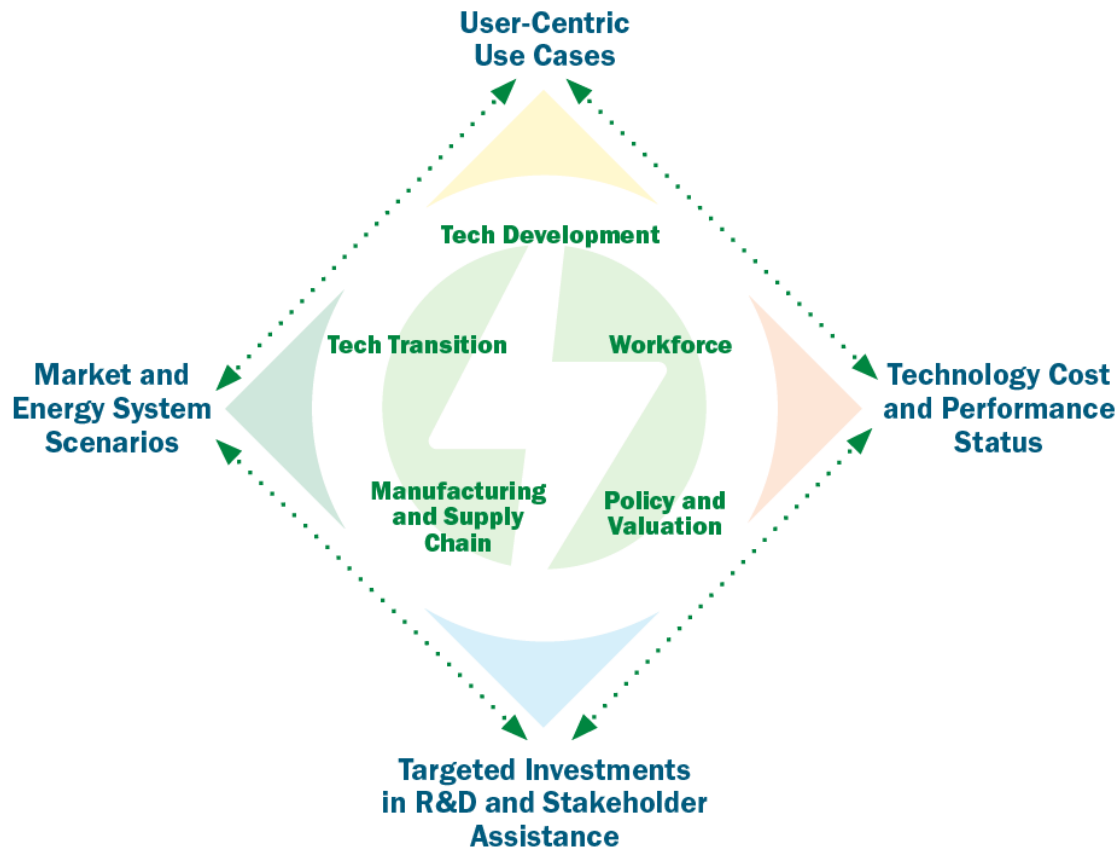 User-Centric
Use Cases
Tech Development
Tech Transition
Workforce
Market and
Energy System
Scenarios
Technology Cost
and Performance
Status
Manufacturing
and Supply
Chain
Policy and
Valuation
Targeted Investments
in R&D and Stakeholder
Assistance